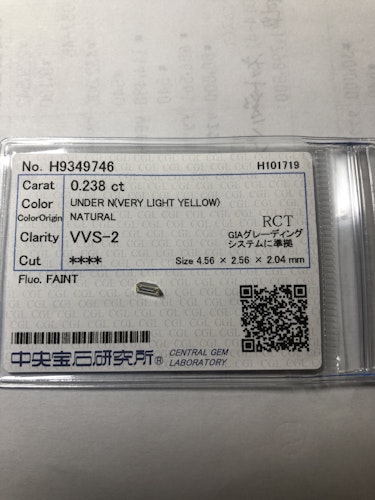 No. H9349746 H101719
Carat 0.238 ct
Color UNDER N(VERY LIGHT YELLOW)
ColorOrigin NATURAL
RCT
Clarity VVS-2
GIAグレーディング
システムに準拠
Cut ****
Size 4.56 × 2.56 × 2.04 mm
Fluo. FAINT
中央宝石研究所® CENTRAL GEM
LABORATORY